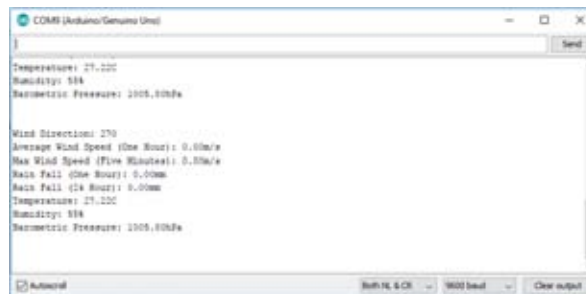 COM9 (Arduino/Genuino Uno)
Send
Temperature: 27.22C
Humidity:
Barometric Pressure: 1005.80hPa
Wind Direction: 270
Average Wind Speed (One Hour): 0.00m/s
Max Wind Speed (Five Minutes): 0.00m/s
Rain Fall (One Hour): 0.00mm
Rain Fall (24 Hour): 0.00mm
Temperature: 27.22C
Humidity:
Barometric Pressure: 1005.80hPa
Autoscroll
Both NL & CR
9600 baud
Clear output